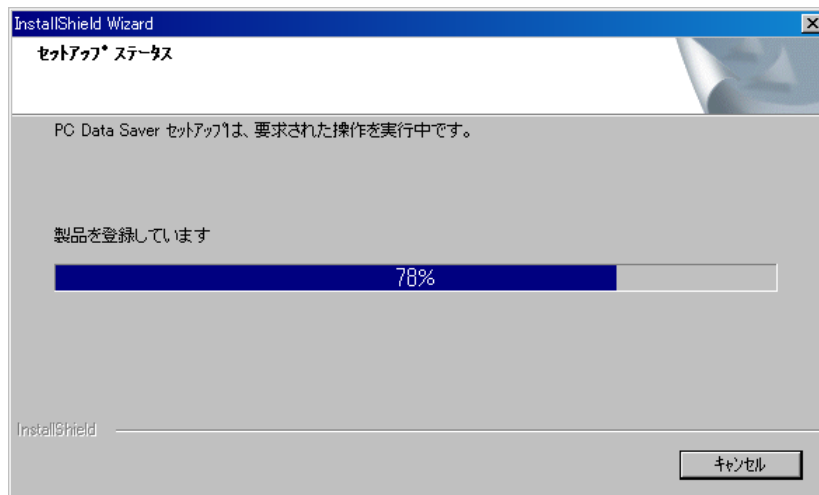 InstallShield Wizard
ｾｯﾄｱｯﾌﾟ ｽﾃｰﾀｽ
PC Data Saver ｾｯﾄｱｯﾌﾟは、要求された操作を実行中です。
製品を登録しています
78%
InstallShield
ｷｬﾝｾﾙ